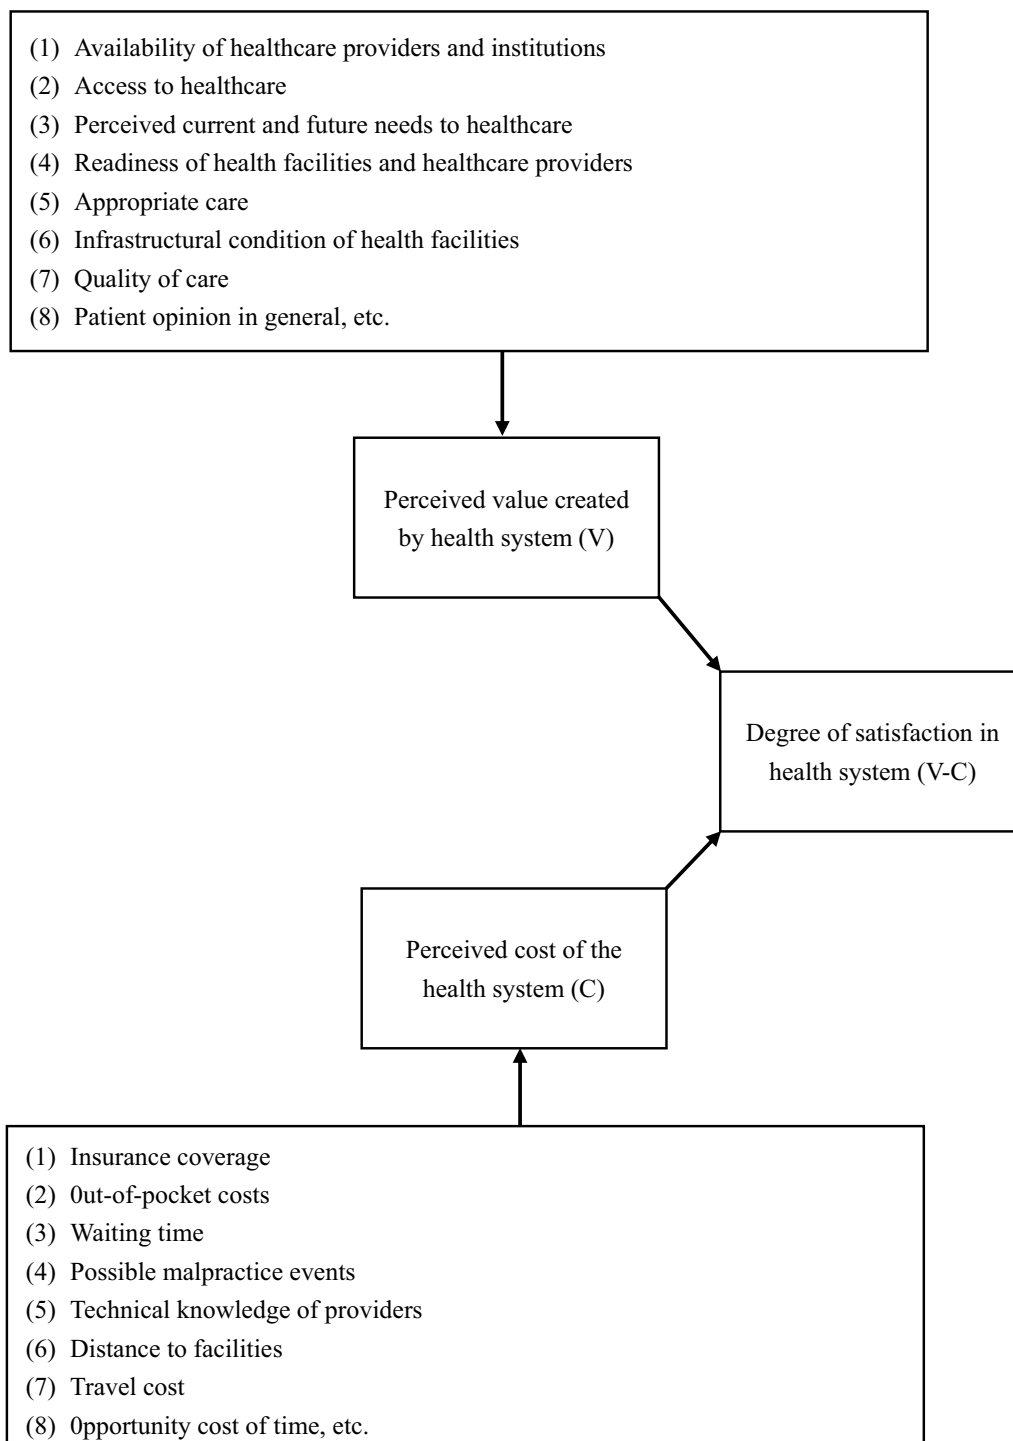 (1) Availability of healthcare providers and institutions
(2) Access to healthcare
(3) Perceived current and future needs to healthcare
(4) Readiness of health facilities and healthcare providers
(5) Appropriate care
(6) Infrastructural condition of health facilities
(7) Quality of care
(8) Patient opinion in general, etc.
Perceived value created
by health system (V)
Degree of satisfaction in
health system (V-C)
Perceived cost of the
health system (C)
(1) Insurance coverage
(2) 0ut-of-pocket costs
(3) Waiting time
(4) Possible malpractice events
(5) Technical knowledge of providers
(6) Distance to facilities
(7) Travel cost
(8) 0pportunity cost of time, etc.